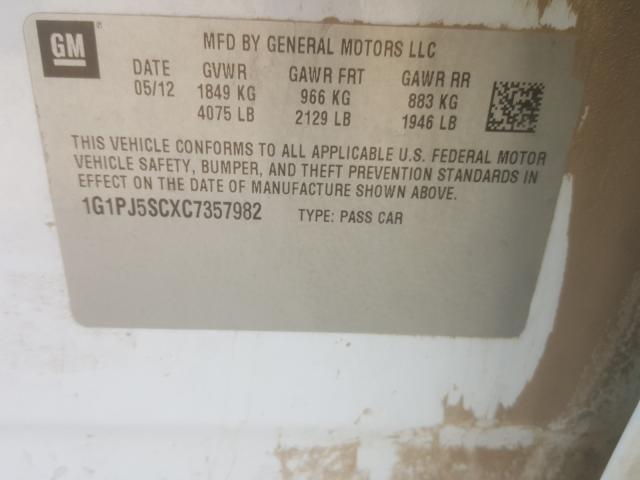 GM
MFD BY GENERAL MOTORS LLC
DATE GVWR GAWR FRT GAWR RR
05/12 1849 KG 966 KG 883 KG
4075 LB 2129 LB 1946 LB
THIS VEHICLE CONFORMS TO ALL APPLICABLE U.S. FEDERAL MOTOR
VEHICLE SAFETY, BUMPER, AND THEFT PREVENTION STANDARDS IN
EFFECT ON THE DATE OF MANUFACTURE SHOWN ABOVE.
1G1PJ5SCXC7357982 TYPE: PASS CAR